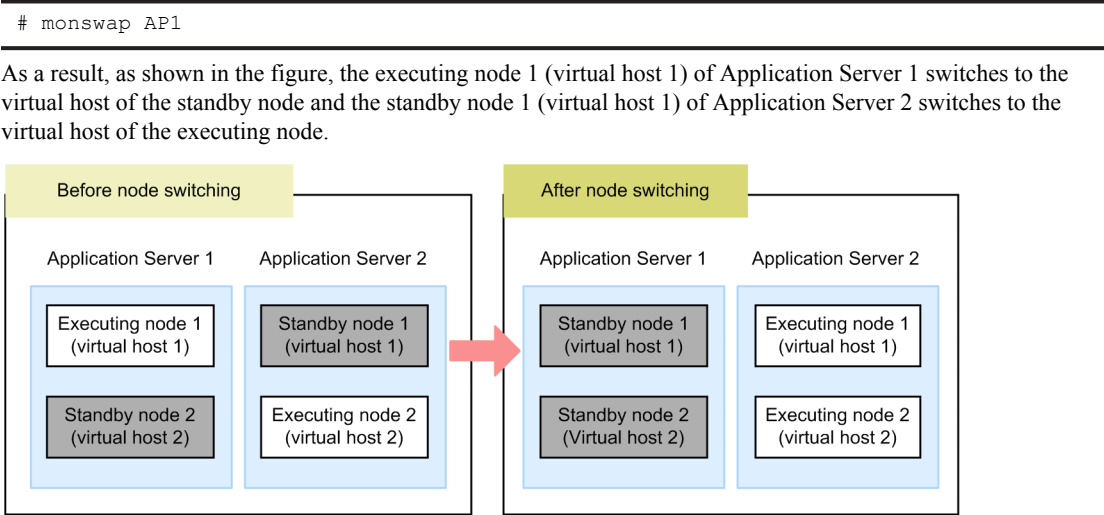 # monswap AP1
As a result, as shown in the figure, the executing node 1 (virtual host 1) of Application Server 1 switches to the
virtual host of the standby node and the standby node 1 (virtual host 1) of Application Server 2 switches to the
virtual host of the executing node.
Before node switching
Application Server 1
Application Server 2
Executing node 1
(virtual host 1)
Standby node 1
(virtual host 1)
Standby node 2
(virtual host 2)
Executing node 2
(virtual host 2)
After node switching
Application Server 1
Application Server 2
Standby node 1
(virtual host 1)
Executing node 1
(virtual host 1)
Standby node 2
(Virtual host 2)
Executing node 2
(virtual host 2)